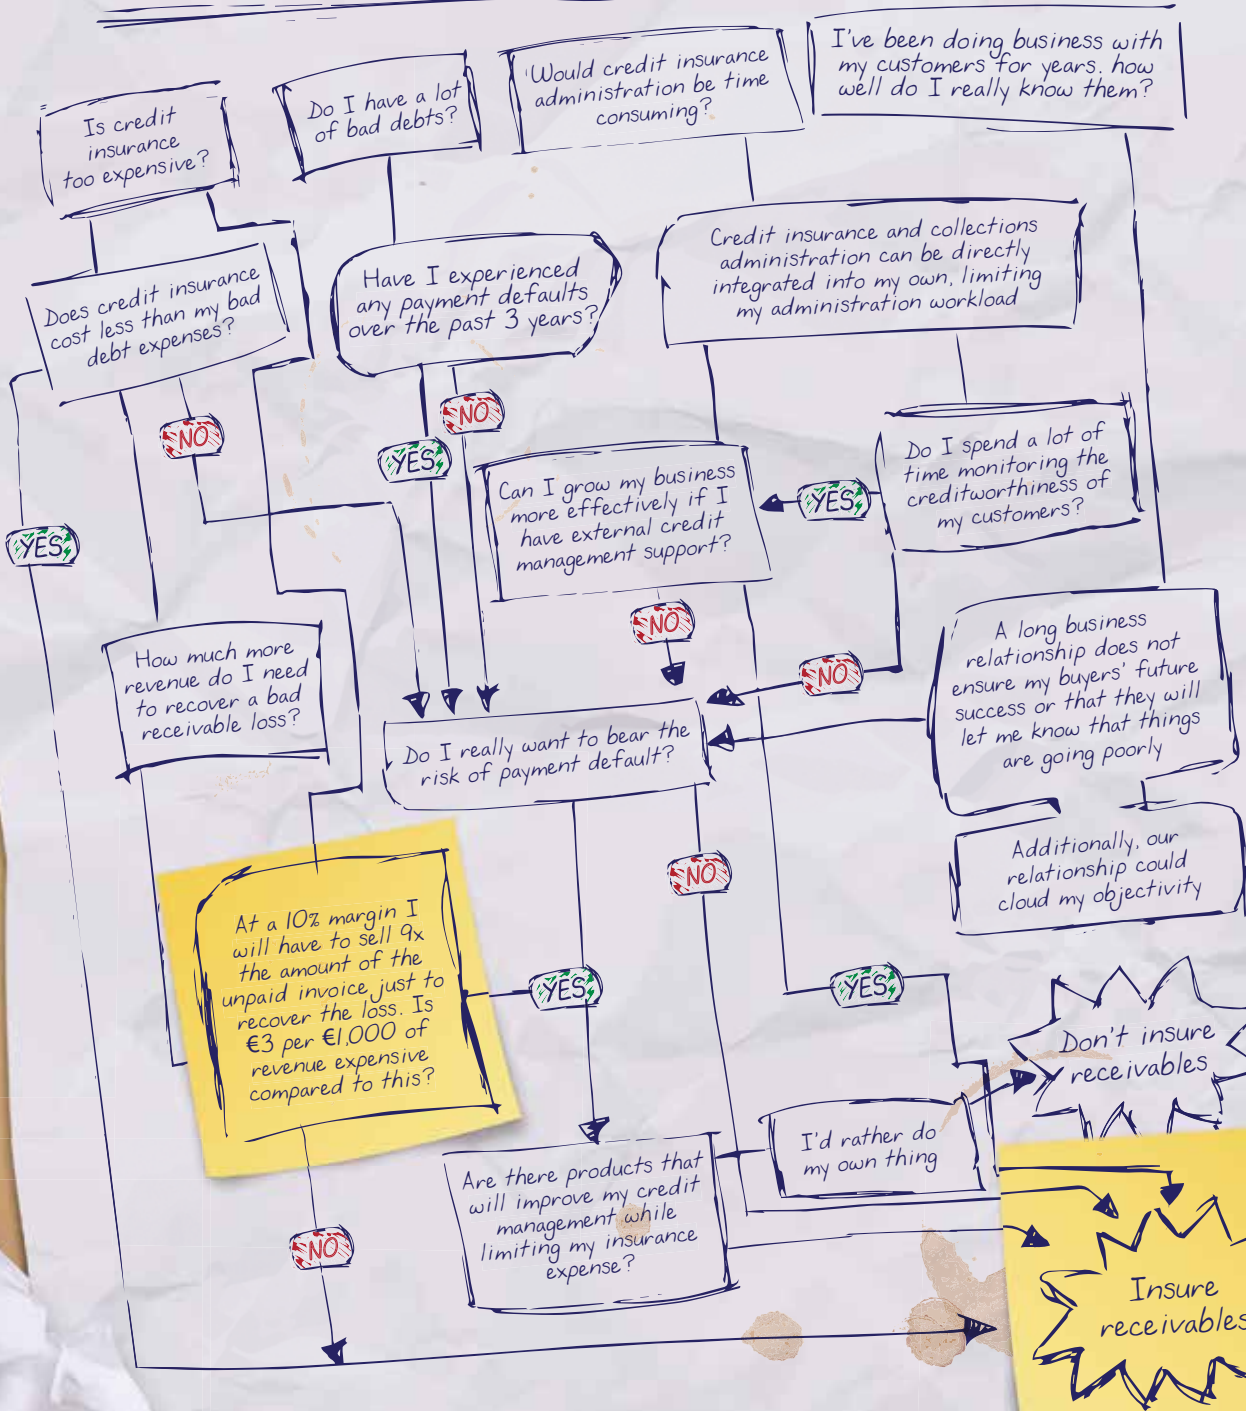 Is credit
insurance
too expensive?
Do I have a lot
of bad debts?
Would credit insurance
administration be time
consuming?
I've been doing business with
my customers for years. how
well do I really know them?
Does credit insurance
cost less than my bad
debt expenses?
Have I experienced
any payment defaults
over the past 3 years?
Credit insurance and collections
administration can be directly
integrated into my own, limiting
my administration workload
NO
NO
YES
Can I grow my business
more effectively if I
have external credit
management support?
YES
Do I spend a lot of
time monitoring the
creditworthiness of
my customers?
YES
How much more
revenue do I need
to recover a bad
receivable loss?
NO
NO
A long business
relationship does not
ensure my buyers' future
success or that they will
let me know that things
are going poorly
Do I really want to bear the
risk of payment default?
Additionally, our
relationship could
cloud my objectivity
NO
At a 10% margin I
will have to sell 9x
the amount of the
unpaid invoice just to
recover the loss. Is
€3 per €1,000 of
revenue expensive
compared to this?
YES
YES
Don't insure
receivables
I'd rather do
my own thing
Are there products that
will improve my credit
management while
limiting my insurance
expense?
NO
Insure
receivables